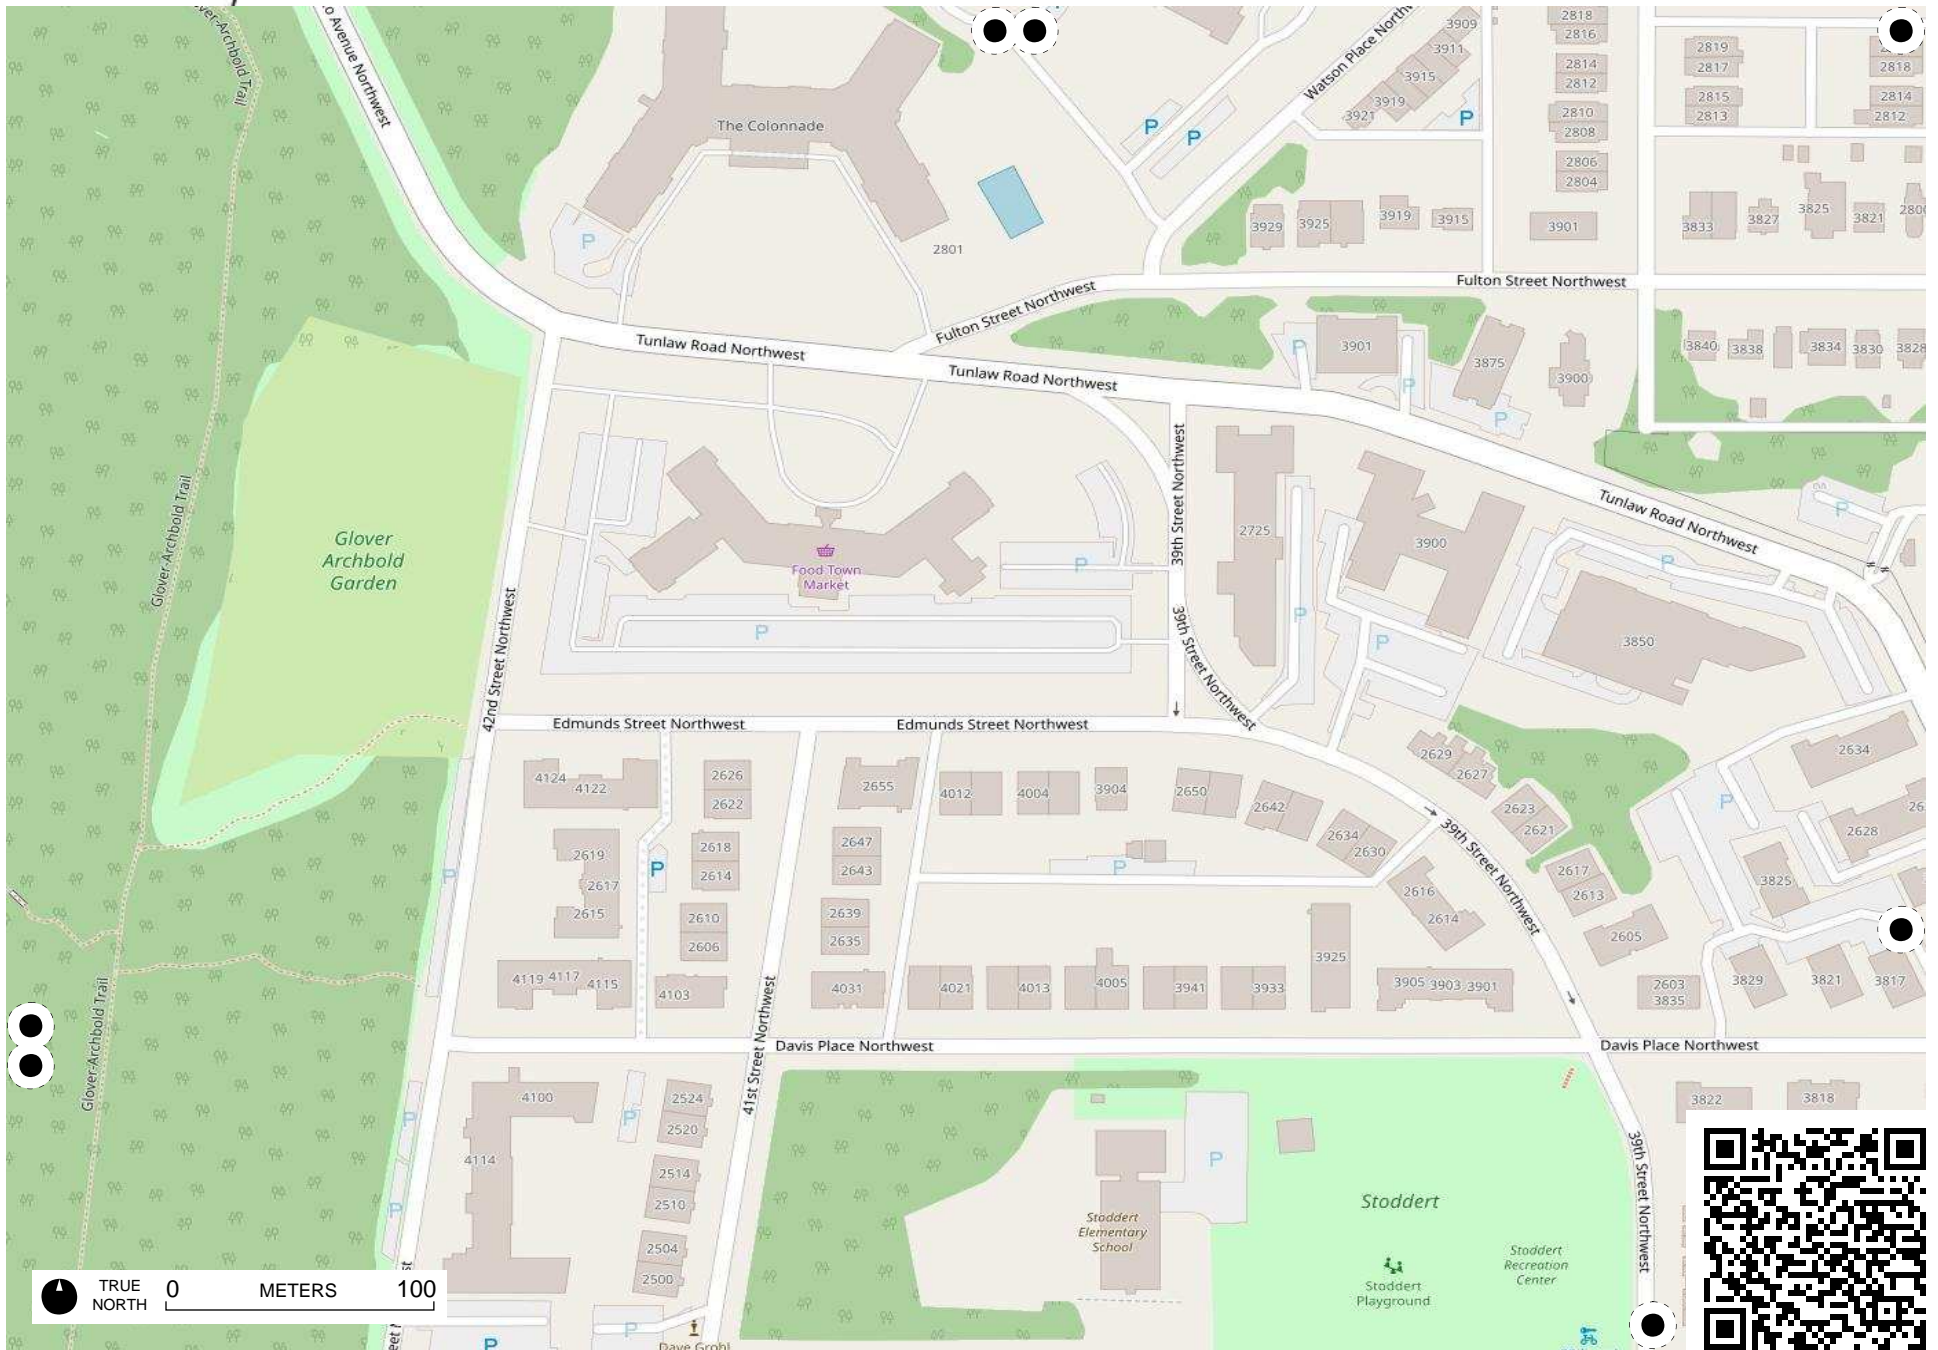 Glover-Archbold Trail
Avenue Northwest
The Colonnade
P
2801
Watson Place
P
P
P
3909
3911
3915
3919
3921
2818
2816
2814
2812
2810
2808
2806
2804
2819
2817
2815
2813
2818
2814
2812
3929
3925
3919
3915
3901
3833
3827
3825
3821
Fulton Street Northwest
Fulton Street Northwest
Tunlaw Road Northwest
Tunlaw Road Northwest
P
3901
P
3875
P
3900
3840
3838
3834
3830
3828
Glover-Archbold Trail
Glover
Archbold
Garden
42nd Street Northwest
Food Town
Market
P
P
39th Street Northwest
39th Street Northwest
2725
P
3900
P
P
3850
Tunlaw Road Northwest
P
Edmunds Street Northwest
Edmunds Street Northwest
4124
4122
2626
2622
2655
4012
4004
3904
2650
2642
2634
2630
2629
2627
2623
2621
2634
P
2628
2619
2617
2615
P
P
2618
2614
2610
2606
2647
2643
2639
2635
P
39th Street Northwest
2617
2613
2616
2614
2605
3825
4119
4117
4115
4103
4031
4021
4013
4005
3941
3933
3925
3905
3903
3901
2603
3835
3829
3821
3817
Glover-Archbold Trail
41st Street Northwest
Davis Place Northwest
Davis Place Northwest
4100
4114
P
P
P
2524
2520
2514
2510
2504
2500
P
Stoddert
Elementary
School
Stoddert
Stoddert
Playground
Stoddert
Recreation
Center
39th Street Northwest
3822
3818
TRUE
NORTH
0
METERS
100
P
P
Dave Grohl